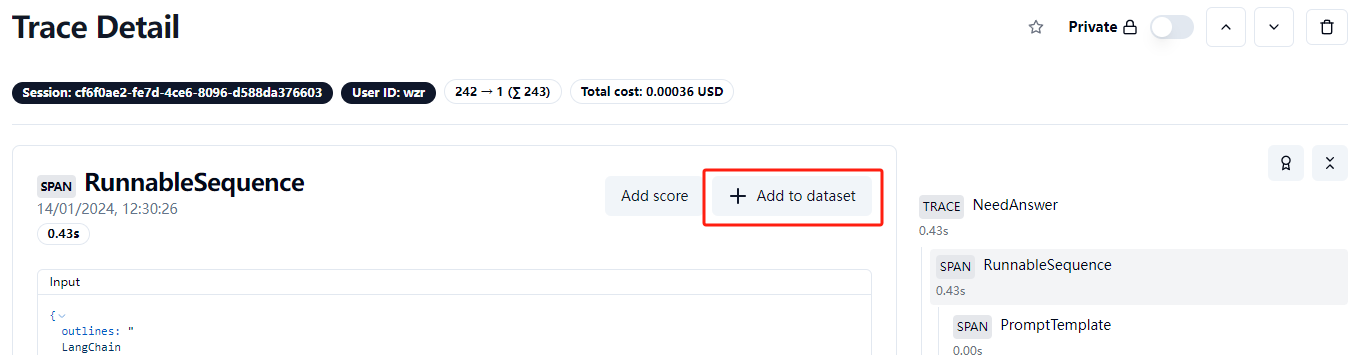 Trace Detail
Private
Session: cf6f0ae2-fe7d-4ce6-8096-d588da376603
User ID: wzr
242 → 1 (∑ 243)
Total cost: 0.00036 USD
SPAN RunnableSequence
14/01/2024, 12:30:26
0.43s
Add score
+ Add to dataset
Input
{
outlines: "
LangChain
TRACE NeedAnswer
0.43s
SPAN RunnableSequence
0.43s
SPAN PromptTemplate
0.00s